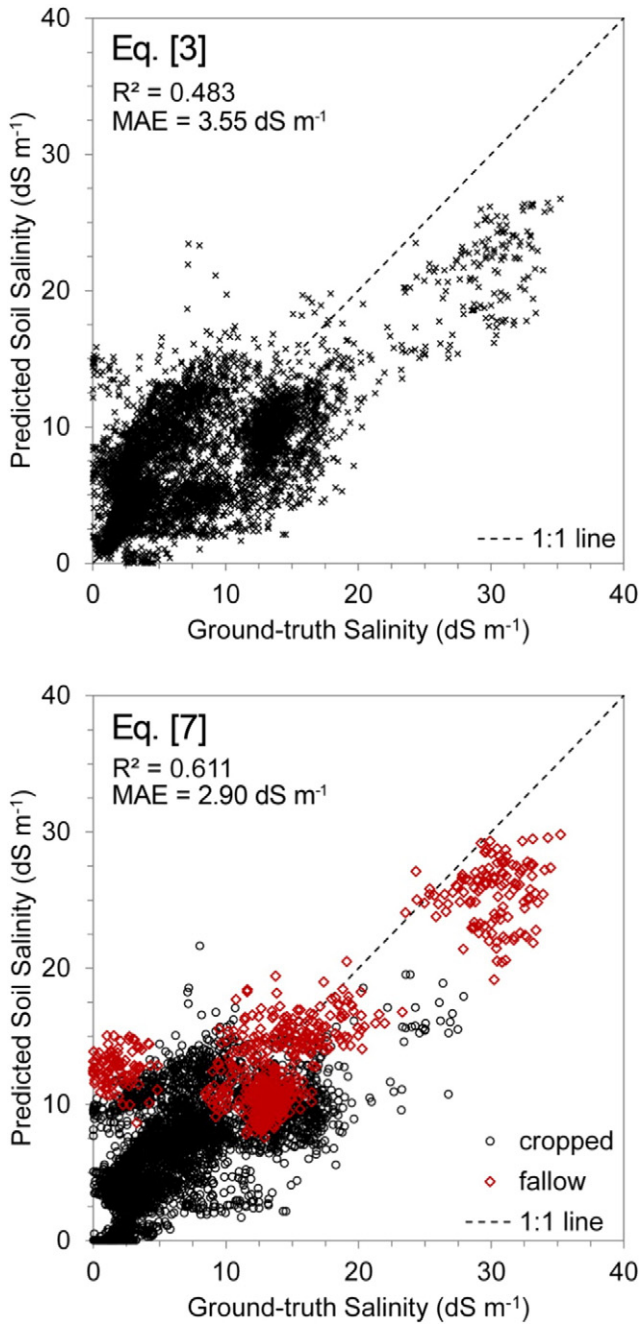 40
30
20
10
0
Predicted Soil Salinity (dS m⁻¹)
Eq. [3]
R² = 0.483
MAE = 3.55 dS m⁻¹
1:1 line
0 10 20 30 40
Ground-truth Salinity (dS m⁻¹)
40
30
20
10
0
Predicted Soil Salinity (dS m⁻¹)
Eq. [7]
R² = 0.611
MAE = 2.90 dS m⁻¹
cropped
fallow
1:1 line
0 10 20 30 40
Ground-truth Salinity (dS m⁻¹)